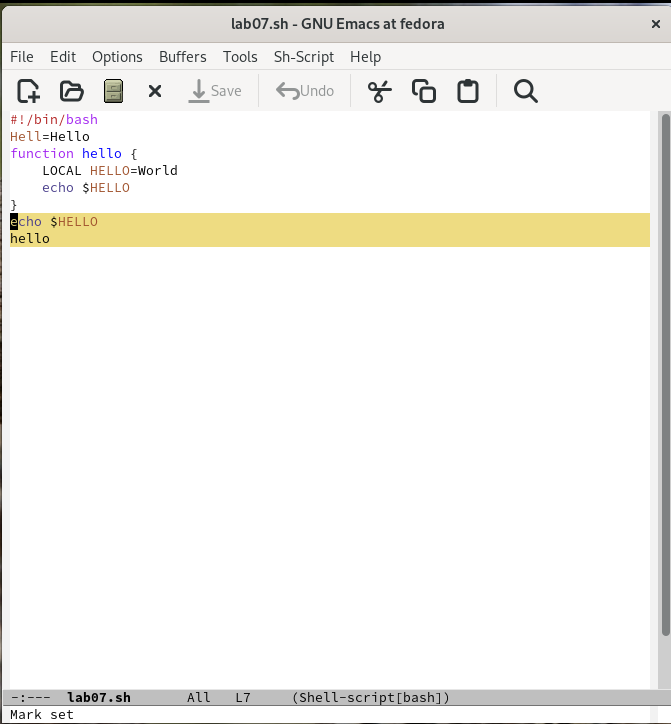 lab07.sh - GNU Emacs at fedora
File Edit Options Buffers Tools Sh-Script Help
Save Undo
#!/bin/bash
Hell=Hello
function hello {
    LOCAL HELLO=World
    echo $HELLO
}
echo $HELLO
hello
-:--- lab07.sh All L7 (Shell-script[bash])
Mark set